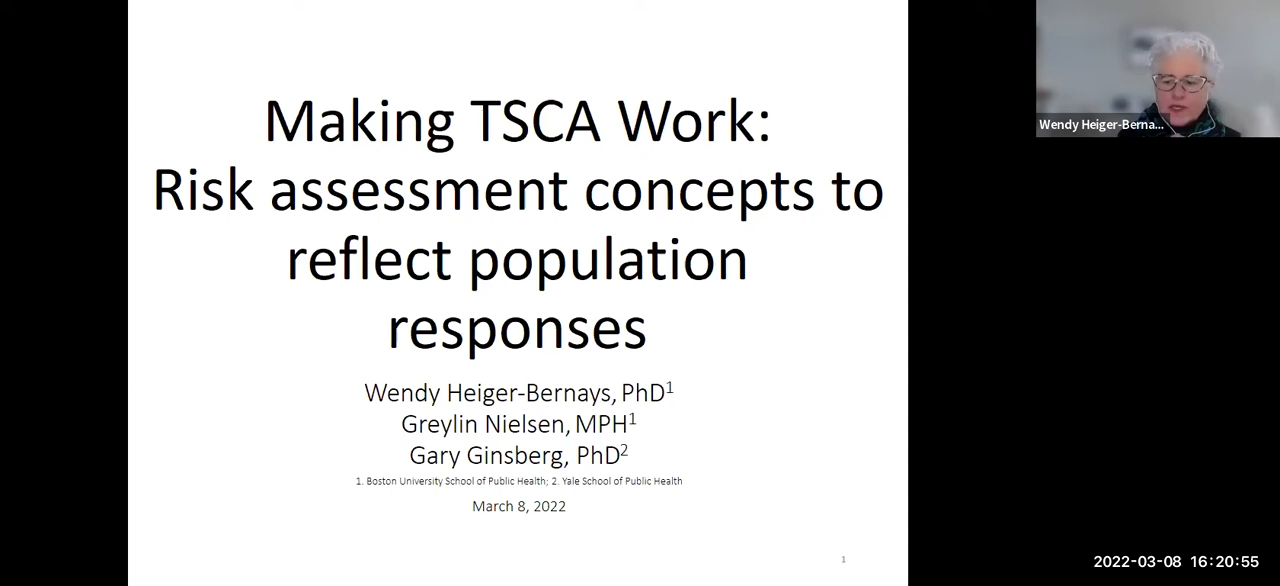 Making TSCA Work:
Risk assessment concepts to
reflect population
responses
Wendy Heiger-Bernays, PhD1
Greylin Nielsen, MPH1
Gary Ginsberg, PhD2
1. Boston University School of Public Health; 2. Yale School of Public Health
March 8, 2022
1
Wendy Heiger-Berna...
2022-03-08 16:20:55